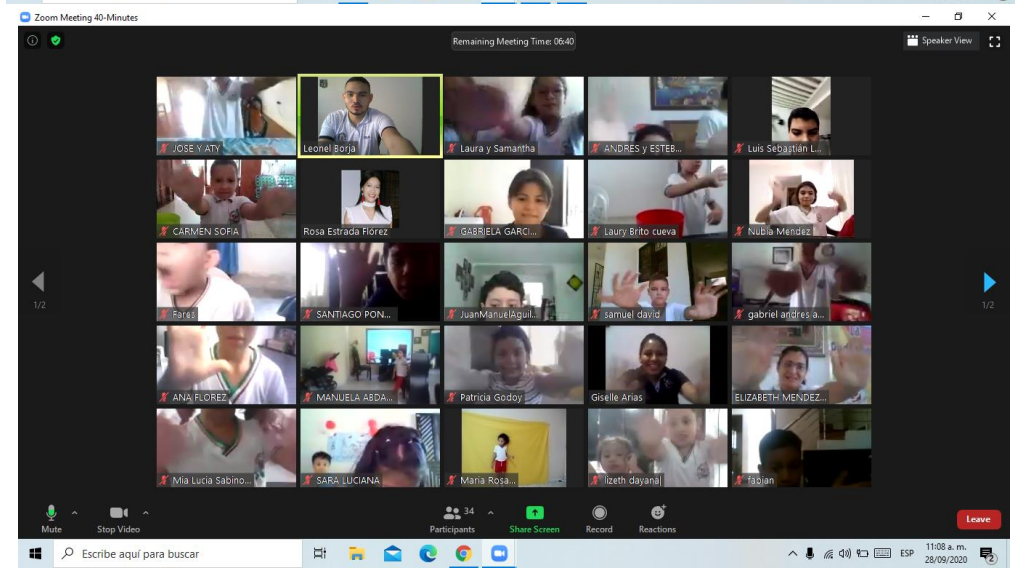 Zoom Meeting 40-Minutes
Remaining Meeting Time: 06:40
Speaker View
JOSE Y ATY
Leonel Borja
Laura y Samantha
ANDRES y ESTEB...
Luis Sebastián L...
CARMEN SOFIA
Rosa Estrada Flórez
GABRIELA GARCI...
Laury Brito cueva
Nubia Mendez
1/2
1/2
Farez
SANTIAGO PON...
JuanManuelAguil...
samuel david
gabriel andres a...
ANA FLOREZ
MANUELA ABDA...
Patricia Godoy
Giselle Arias
ELIZABETH MENDEZ...
Mia Lucia Sabino...
SARA LUCIANA
Maria Rosa...
lizeth dayana|
fabian
Mute
Stop Video
Participants
34
Share Screen
Record
Reactions
Leave
Escribe aquí para buscar
ESP
11:08 a. m.
28/09/2020
2